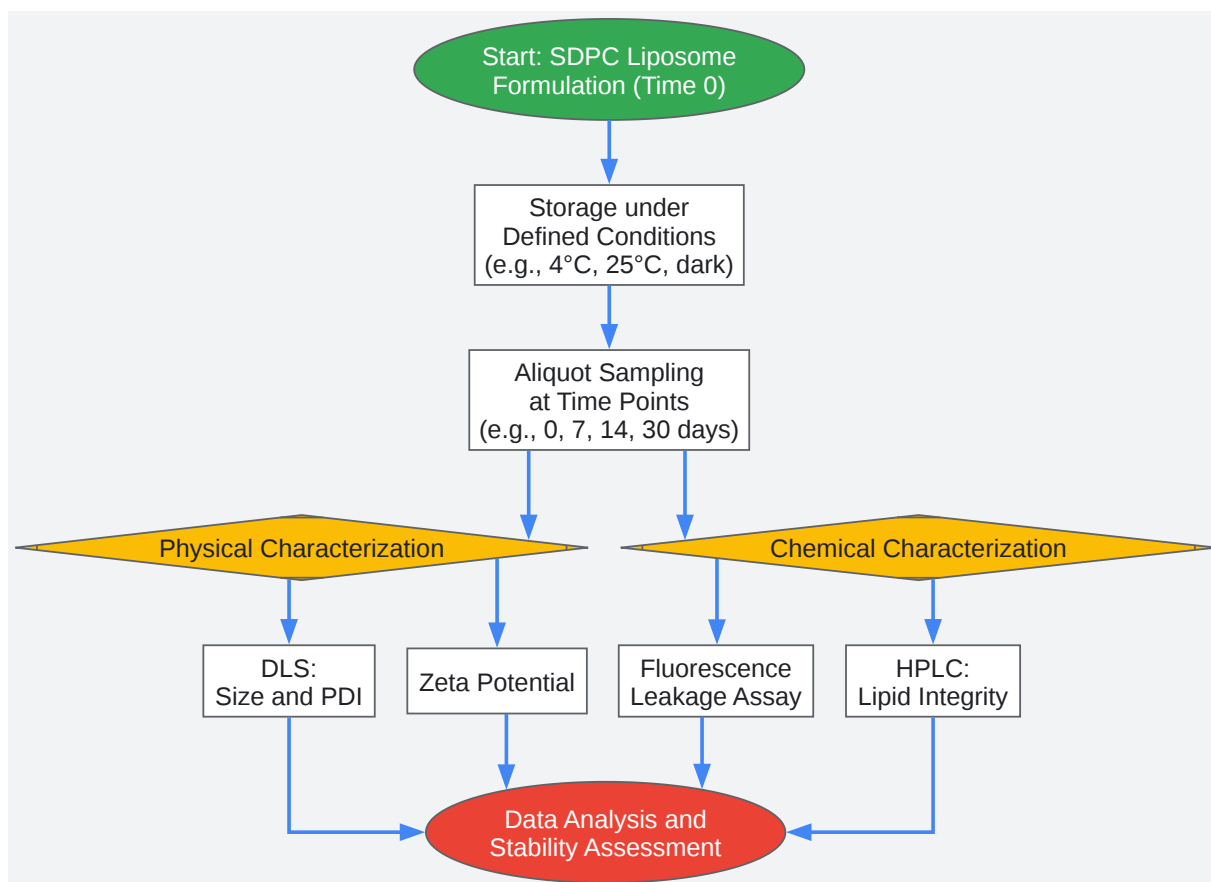 Start: SDPC Liposome
Formulation (Time 0)
Storage under
Defined Conditions
(e.g., 4°C, 25°C, dark)
Aliquot Sampling
at Time Points
(e.g., 0, 7, 14, 30 days)
Physical Characterization
Chemical Characterization
DLS:
Size and PDI
Zeta Potential
Fluorescence
Leakage Assay
HPLC:
Lipid Integrity
Data Analysis and
Stability Assessment